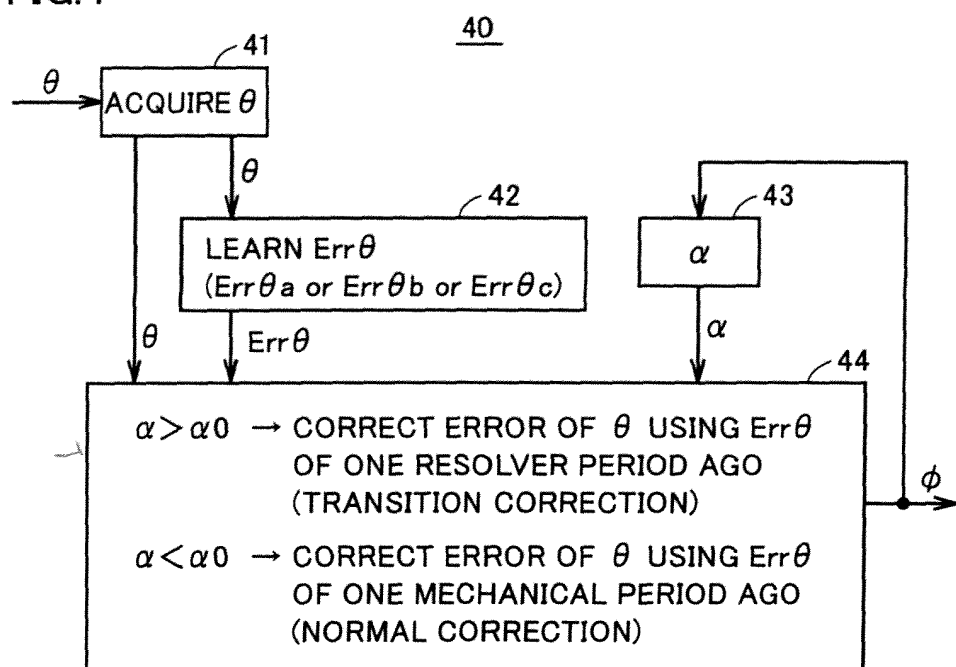 40
41
θ
ACQUIRE θ
θ
42
43
LEARN Errθ
(Errθa or Errθb or Errθc)
α
θ
Errθ
α
44
α>α0 → CORRECT ERROR OF θ USING Errθ
OF ONE RESOLVER PERIOD AGO
(TRANSITION CORRECTION)
ϕ
α<α0 → CORRECT ERROR OF θ USING Errθ
OF ONE MECHANICAL PERIOD AGO
(NORMAL CORRECTION)